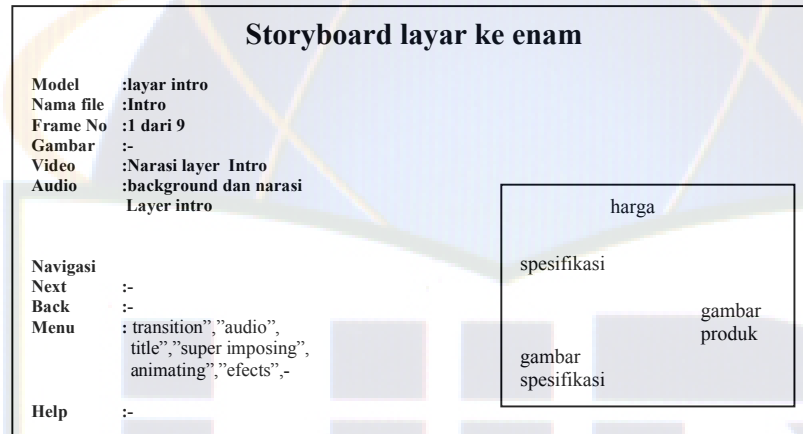 Storyboard layar ke enam
Model :layar intro
Nama file :Intro
Frame No :1 dari 9
Gambar :-
Video :Narasi layer Intro
Audio :background dan narasi
Layer intro
Navigasi
Next :-
Back :-
Menu : transition”,”audio”,
title”,”super imposing”,
animating”,”efects”,-
Help :-
harga
spesifikasi
gambar
produk
gambar
spesifikasi